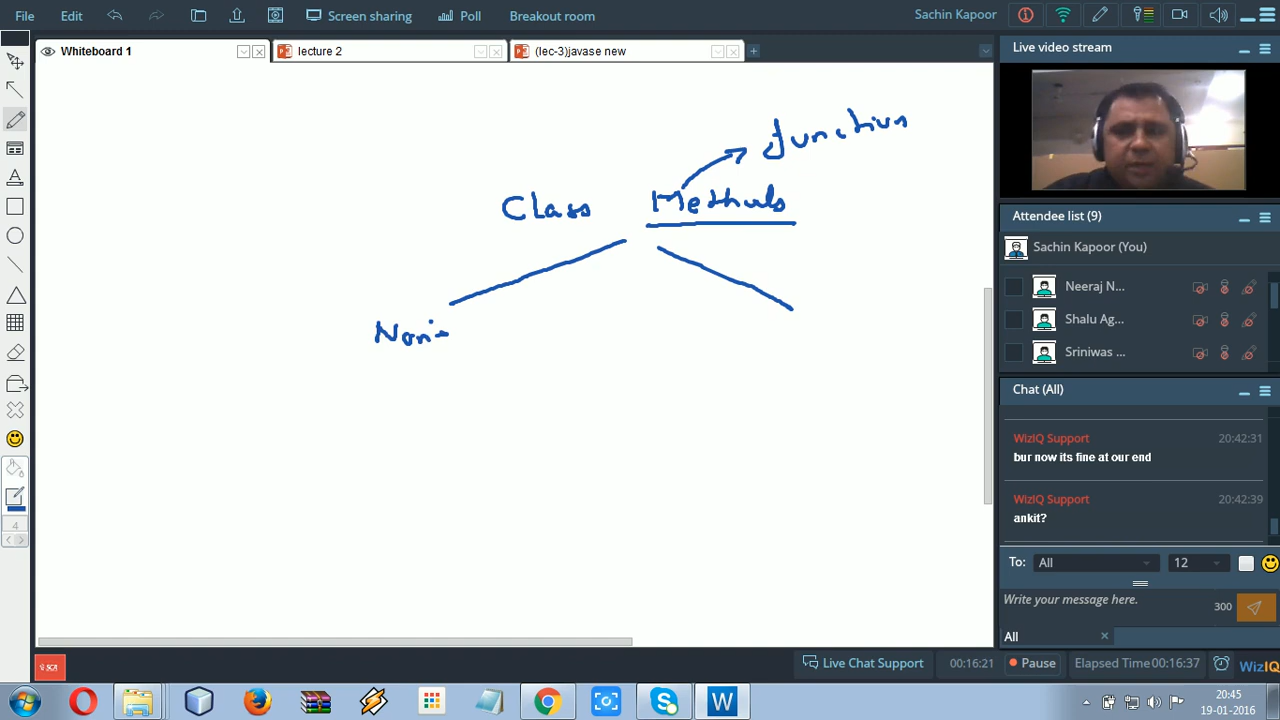 File Edit Screen sharing Poll Breakout room Sachin Kapoor
Whiteboard 1 lecture 2 (lec-3)javase new
Live video stream
function
Class Methods
Attendee list (9)
Sachin Kapoor (You)
Neeraj N...
Shalu Ag...
Sriniwas ...
Chat (All)
WizIQ Support 20:42:31
bur now its fine at our end
WizIQ Support 20:42:39
ankit?
4
To: All 12
Write your message here. 300
All
Live Chat Support 00:16:21 Pause Elapsed Time 00:16:37 WizIQ
20:45
19-01-2016